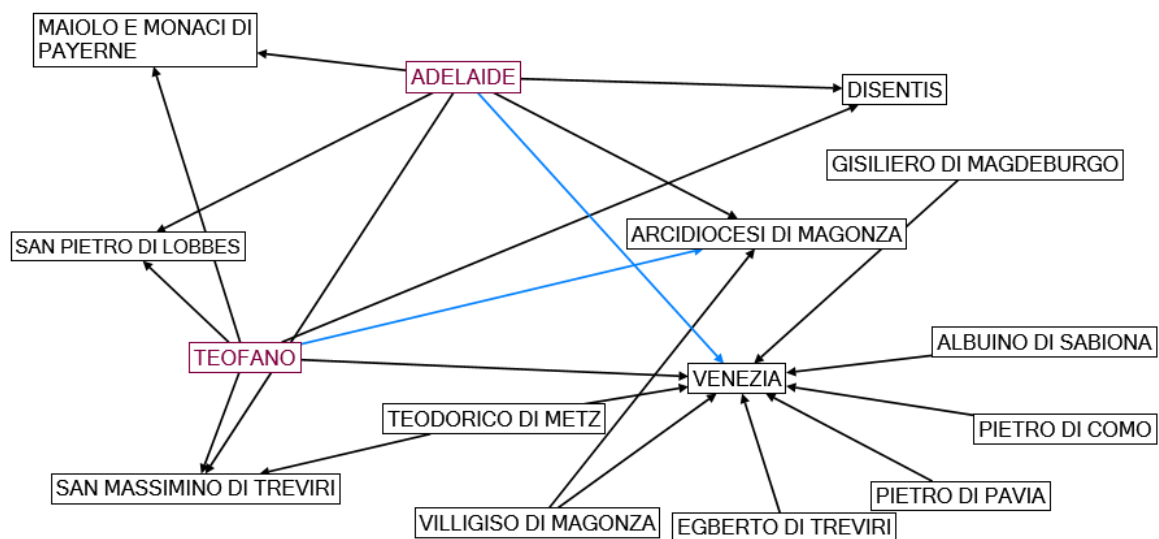 MAIOLO E MONACI DI
PAYERNE
ADELAIDE
DISENTIS
GISILIERO DI MAGDEBURGO
SAN PIETRO DI LOBBES
ARCIDIOCESI DI MAGONZA
TEOFANO
ALBUINO DI SABIONA
VENEZIA
TEODORICO DI METZ
PIETRO DI COMO
SAN MASSIMINO DI TREVIRI
PIETRO DI PAVIA
VILLIGISO DI MAGONZA
EGBERTO DI TREVIRI